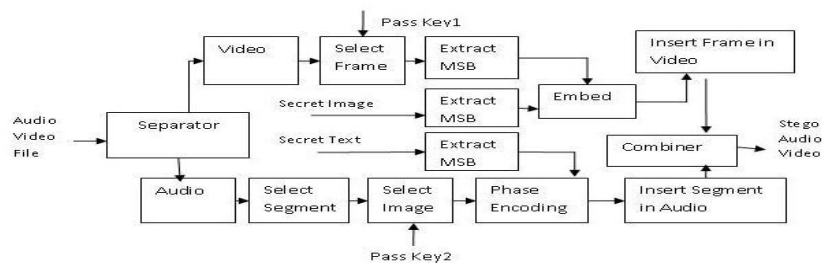 Pass Key1
Video
Select
Frame
Extract
MSB
Insert Frame in
Video
Secret Image
Extract
MSB
Embed
Audio
Video
File
Separator
Secret Text
Extract
MSB
Combiner
Stego
Audio
Video
Audio
Select
Segment
Select
Image
Phase
Encoding
Insert Segment
in Audio
Pass Key2